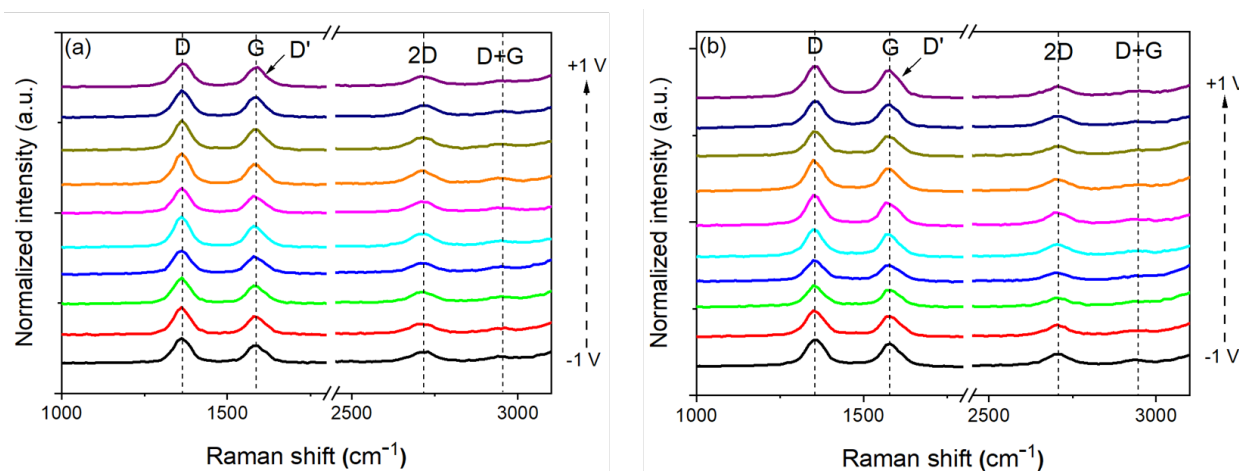 (a)
D
G
D'
2D
D+G
+1 V
-1 V
Normalized intensity (a.u.)
1000
1500
2500
3000
Raman shift (cm⁻¹)
(b)
D
G
D'
2D
D+G
+1 V
-1 V
Normalized intensity (a.u.)
1000
1500
2500
3000
Raman shift (cm⁻¹)